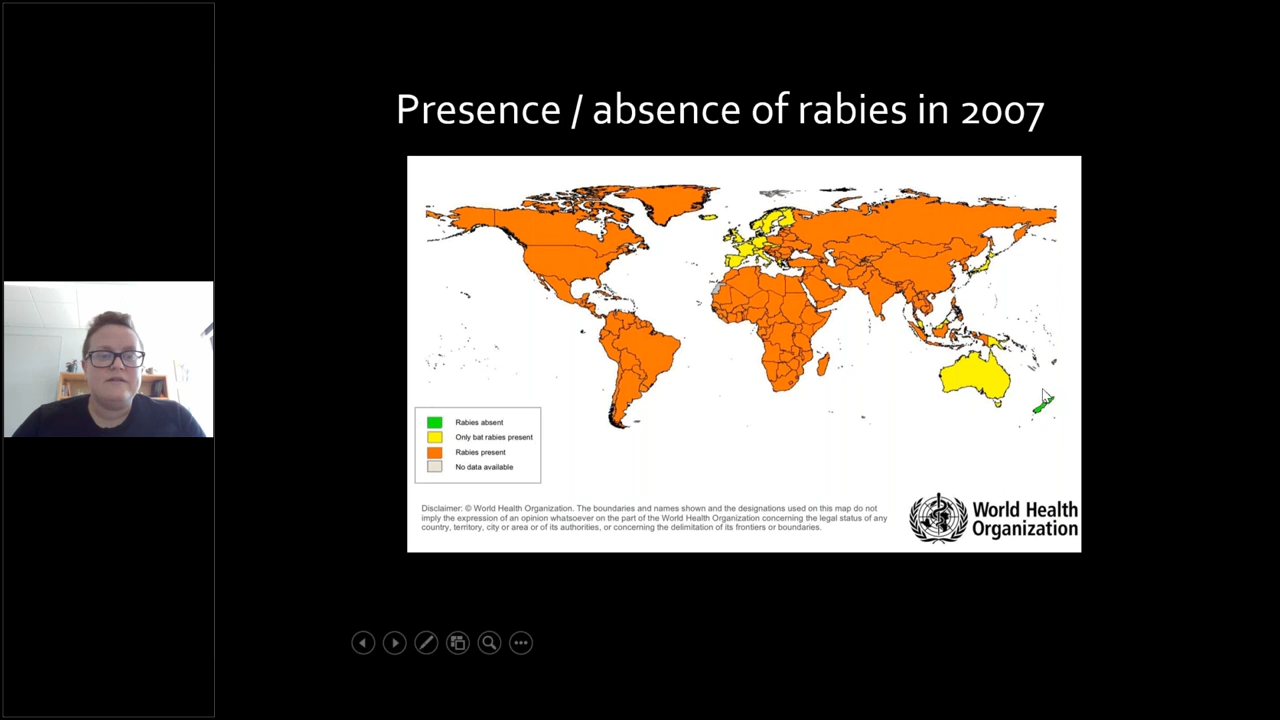 Presence / absence of rabies in 2007
Rabies absent
Only bat rabies present
Rabies present
No data available
Disclaimer: © World Health Organization. The boundaries and names shown and the designations used on this map do not
imply the expression of an opinion whatsoever on the part of the World Health Organization concerning the legal status of any
country, territory, city or area or of its authorities, or concerning the delimitation of its frontiers or boundaries.
World Health
Organization